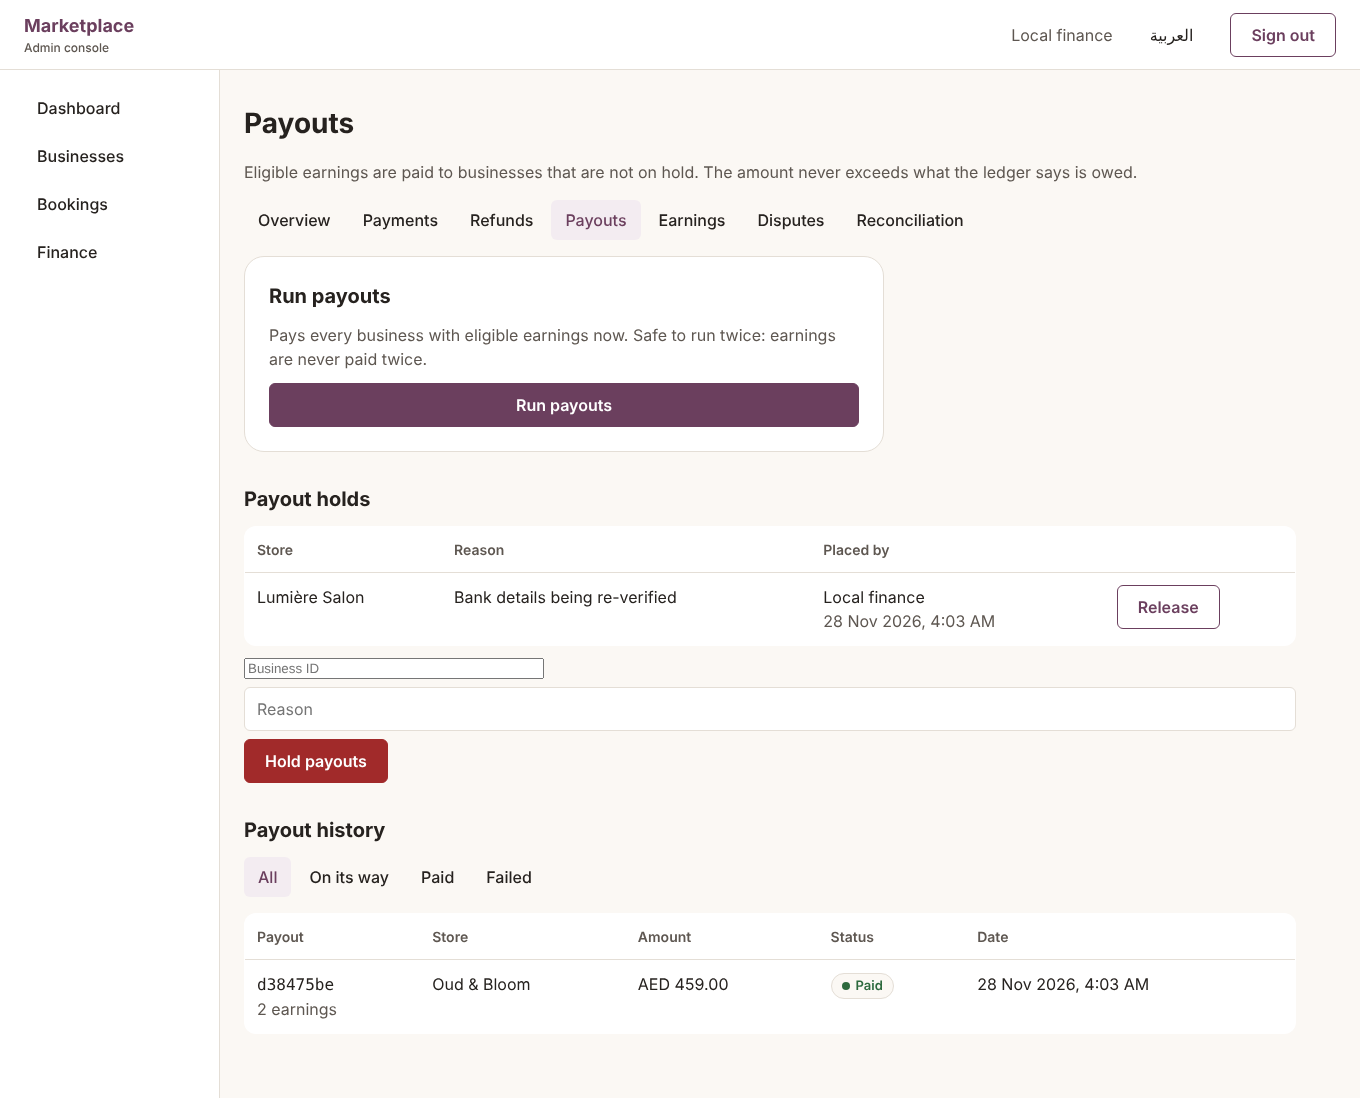 Marketplace
Admin console
Local finance
العربية
Sign out
Dashboard
Businesses
Bookings
Finance
Payouts
Eligible earnings are paid to businesses that are not on hold. The amount never exceeds what the ledger says is owed.
Overview Payments Refunds Payouts Earnings Disputes Reconciliation
Run payouts
Pays every business with eligible earnings now. Safe to run twice: earnings
are never paid twice.
Run payouts
Payout holds
Store Reason Placed by
Lumière Salon Bank details being re-verified Local finance Release
28 Nov 2026, 4:03 AM
Business ID
Reason
Hold payouts
Payout history
All On its way Paid Failed
Payout Store Amount Status Date
d38475be Oud & Bloom AED 459.00 Paid 28 Nov 2026, 4:03 AM
2 earnings